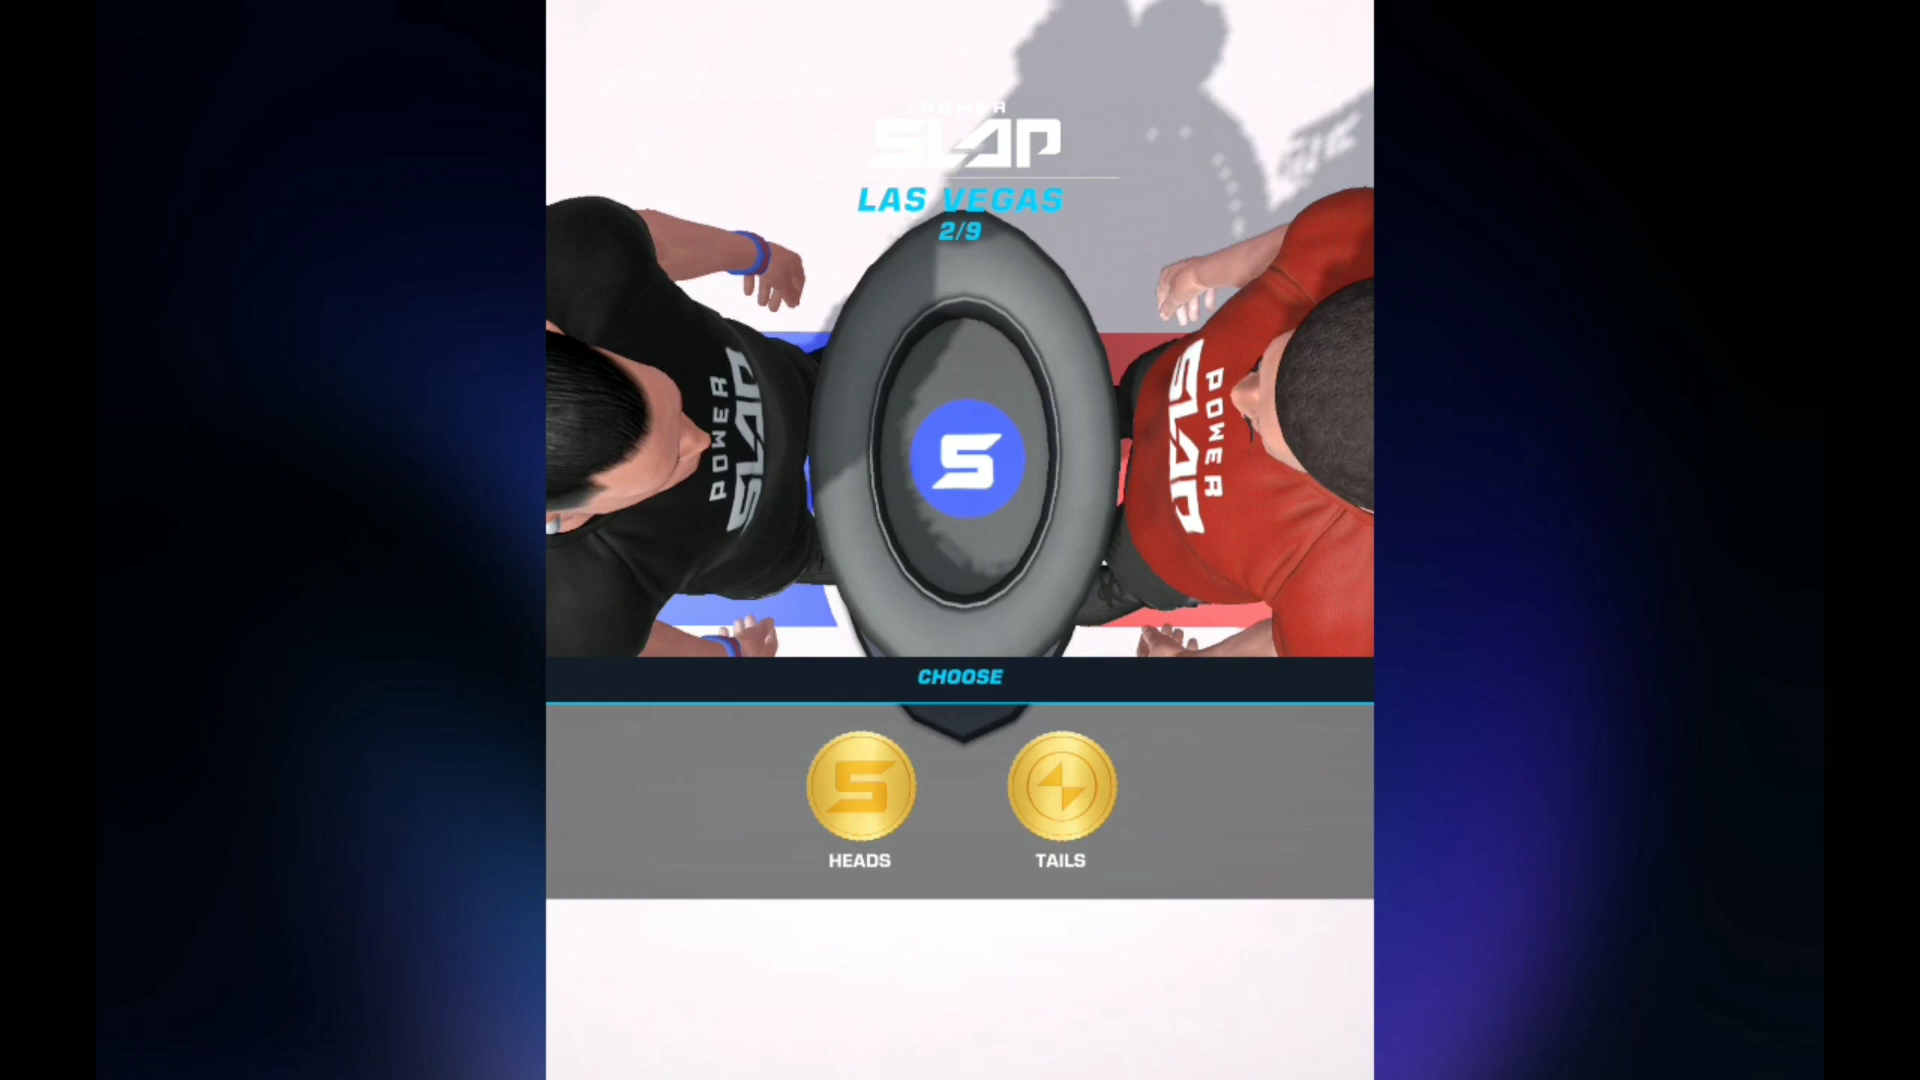 POWER
SLAP
LAS VEGAS
2/9
POWER
SLAP
POWER
SLAP
S
CHOOSE
S
HEADS
TAILS